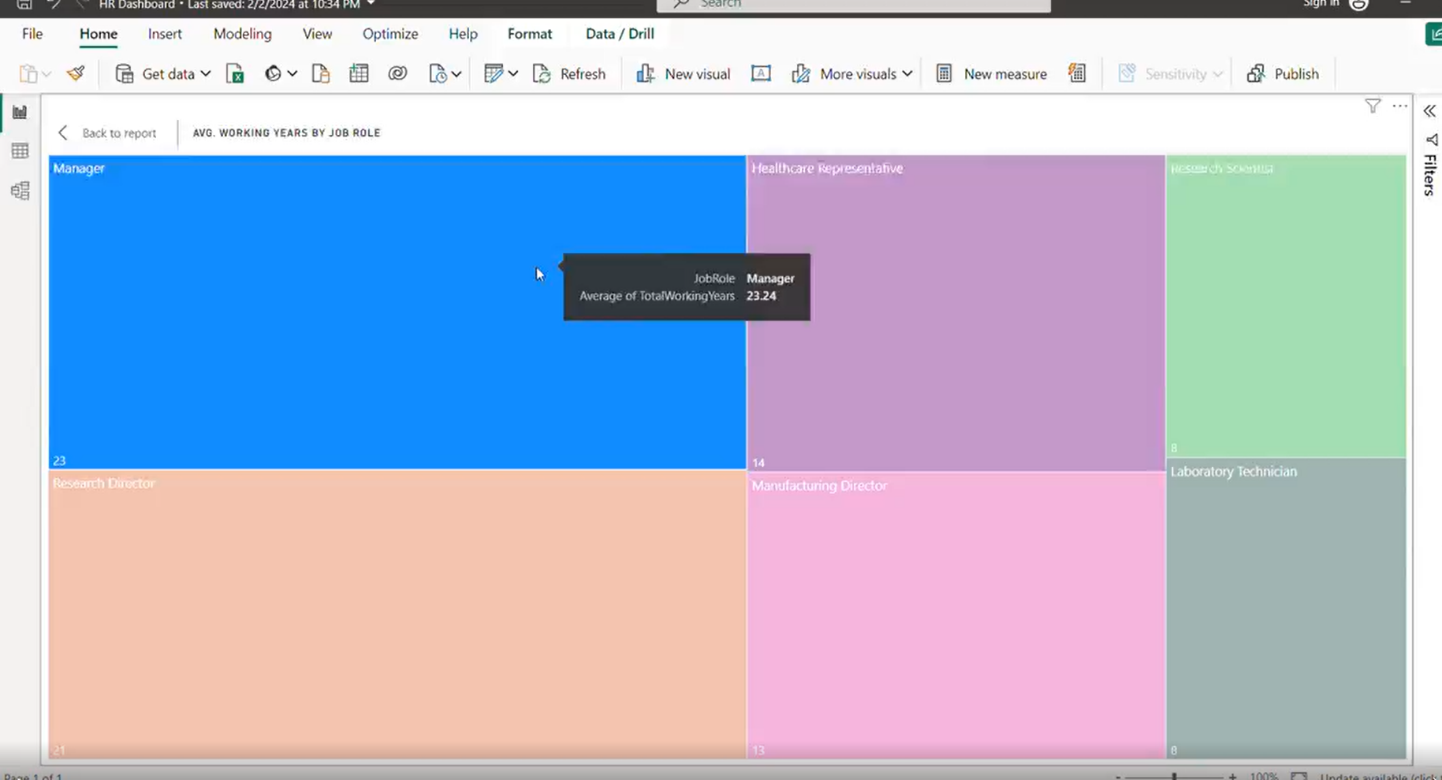 HR Dashboard • Last saved: 2/2/2024 at 10:34 PM
Search
Sign in
File Home Insert Modeling View Optimize Help Format Data / Drill
Get data Refresh New visual More visuals New measure Sensitivity Publish
Back to report AVG. WORKING YEARS BY JOB ROLE
Filters
Manager
23
Healthcare Representative
14
Research Scientist
8
JobRole Manager
Average of TotalWorkingYears 23.24
Research Director
21
Manufacturing Director
13
Laboratory Technician
8
Page 1 of 1
- + 100% Update available (click